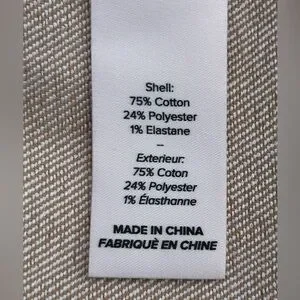 Shell:
75% Cotton
24% Polyester
1% Elastane
–
Exterieur:
75% Coton
24% Polyester
1% Élasthanne
MADE IN CHINA
FABRIQUÈ EN CHINE